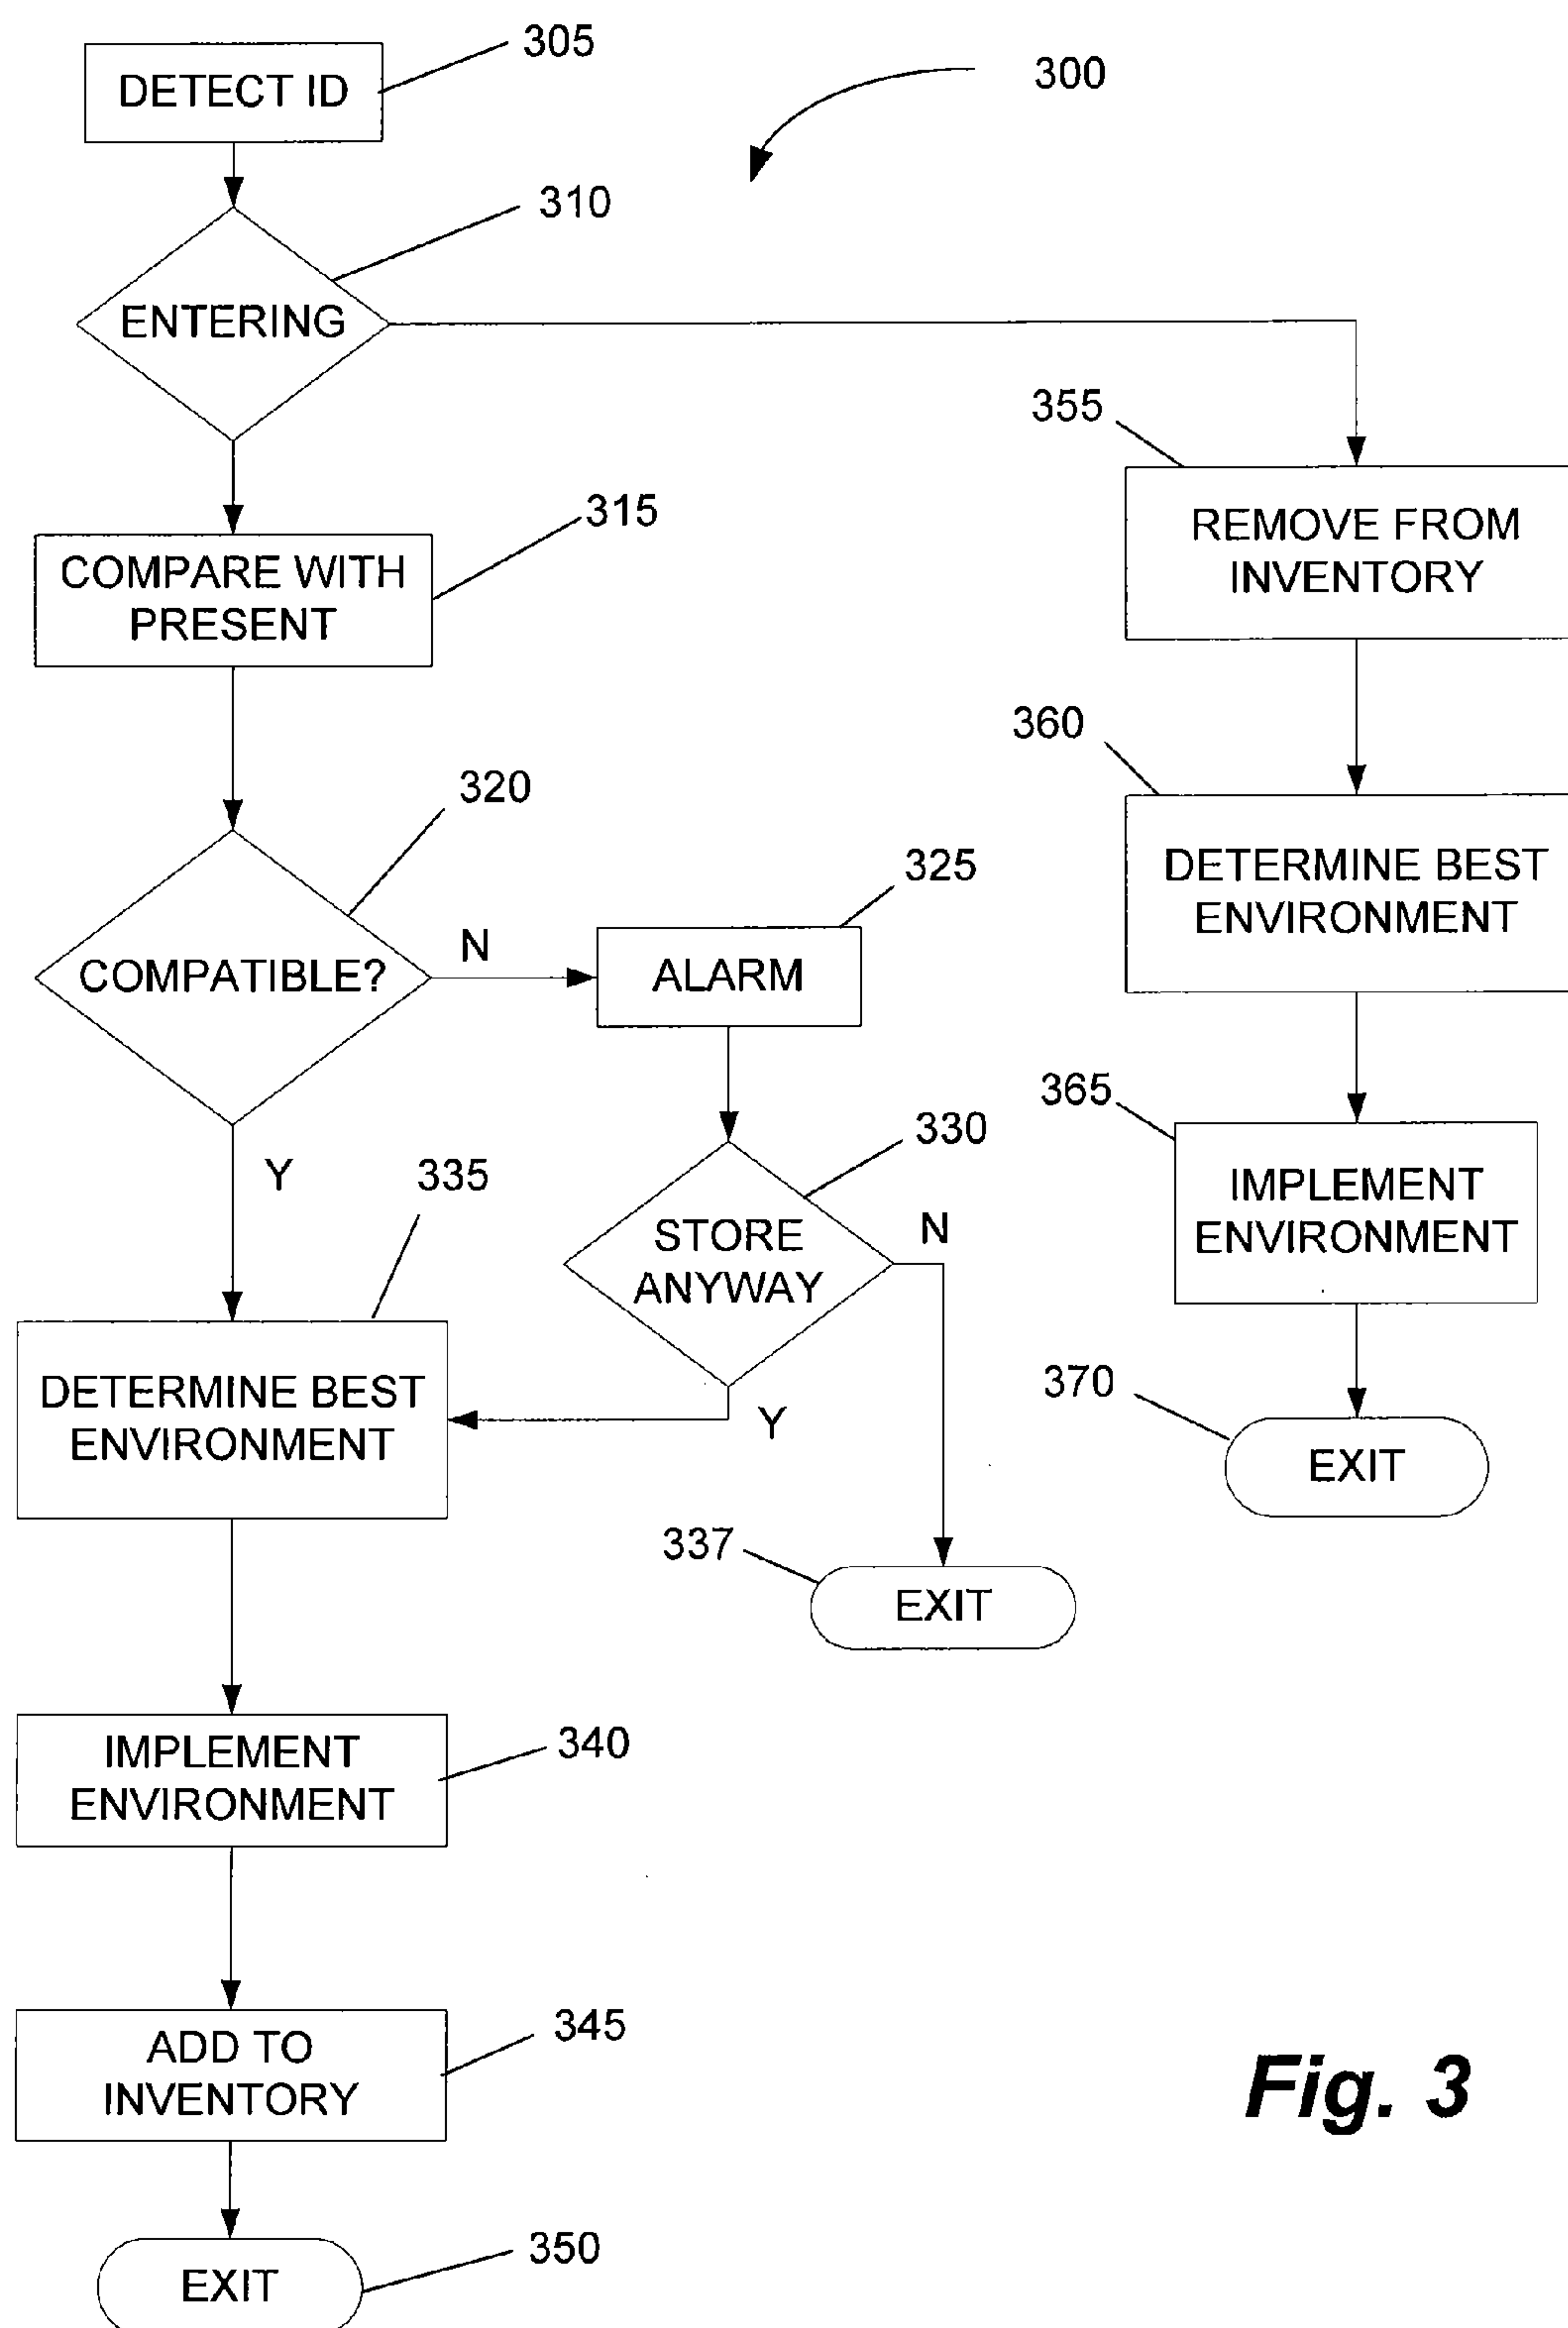 305
DETECT ID
300
310
ENTERING
355
315
COMPARE WITH
PRESENT
REMOVE FROM
INVENTORY
360
320
325
COMPATIBLE?
N
ALARM
DETERMINE BEST
ENVIRONMENT
365
330
Y
335
STORE
ANYWAY
N
IMPLEMENT
ENVIRONMENT
DETERMINE BEST
ENVIRONMENT
Y
370
EXIT
337
EXIT
IMPLEMENT
ENVIRONMENT
340
ADD TO
INVENTORY
345
Fig. 3
350
EXIT